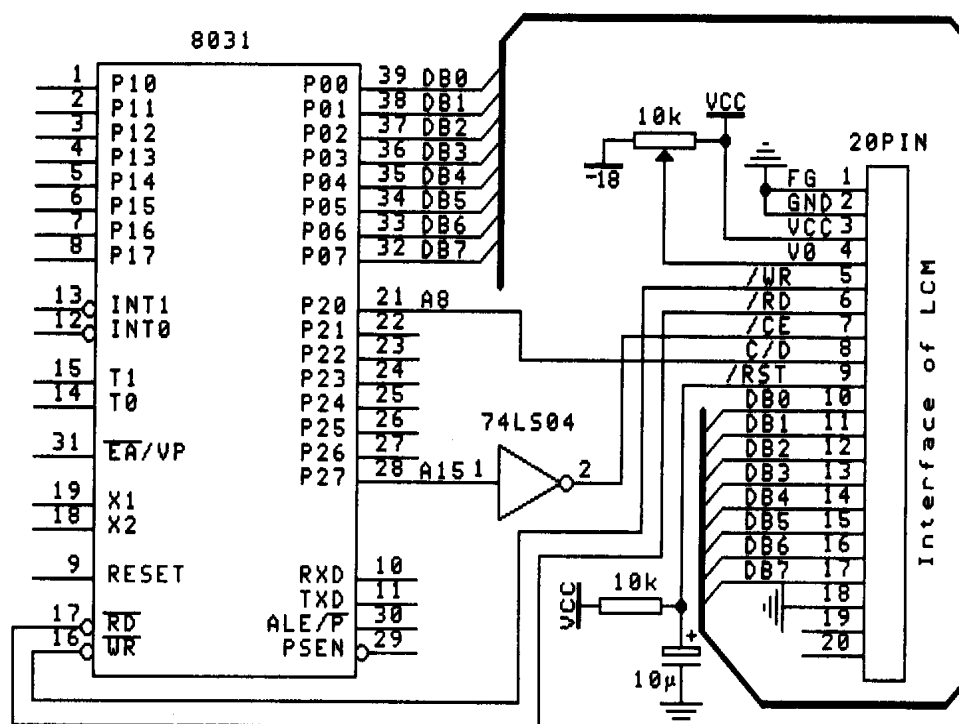 8031
1 P10
2 P11
3 P12
4 P13
5 P14
6 P15
7 P16
8 P17
13 INT1
12 INT0
15 T1
14 T0
31 EA/VP
19 X1
18 X2
9 RESET
17 RD
16 WR
P00 39 DB0
P01 38 DB1
P02 37 DB2
P03 36 DB3
P04 35 DB4
P05 34 DB5
P06 33 DB6
P07 32 DB7
P20 21 A8
P21 22
P22 23
P23 24
P24 25
P25 26
P26 27
P27 28 A15
RXD 10
TXD 11
ALE/P 30
PSEN 29
74LS04
1 2
10k
VCC
-18
10k
VCC
+
10µ
20PIN
FG 1
GND 2
VCC 3
V0 4
/WR 5
/RD 6
/CE 7
C/D 8
/RST 9
DB0 10
DB1 11
DB2 12
DB3 13
DB4 14
DB5 15
DB6 16
DB7 17
18
19
20
Interface of LCM